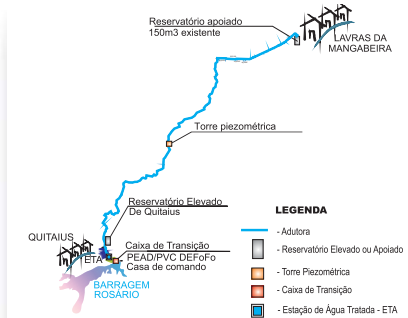 Reservatório apoiado
150m3 existente
LAVRAS DA
MANGABEIRA
Torre piezométrica
Reservatório Elevado
De Quitaius
QUITAIUS
ETA
Caixa de Transição
PEAD/PVC DEFoFo
Casa de comando
BARRAGEM
ROSÁRIO
LEGENDA
- Adutora
- Reservatório Elevado ou Apoiado
- Torre Piezométrica
- Caixa de Transição
- Estação de Água Tratada - ETA